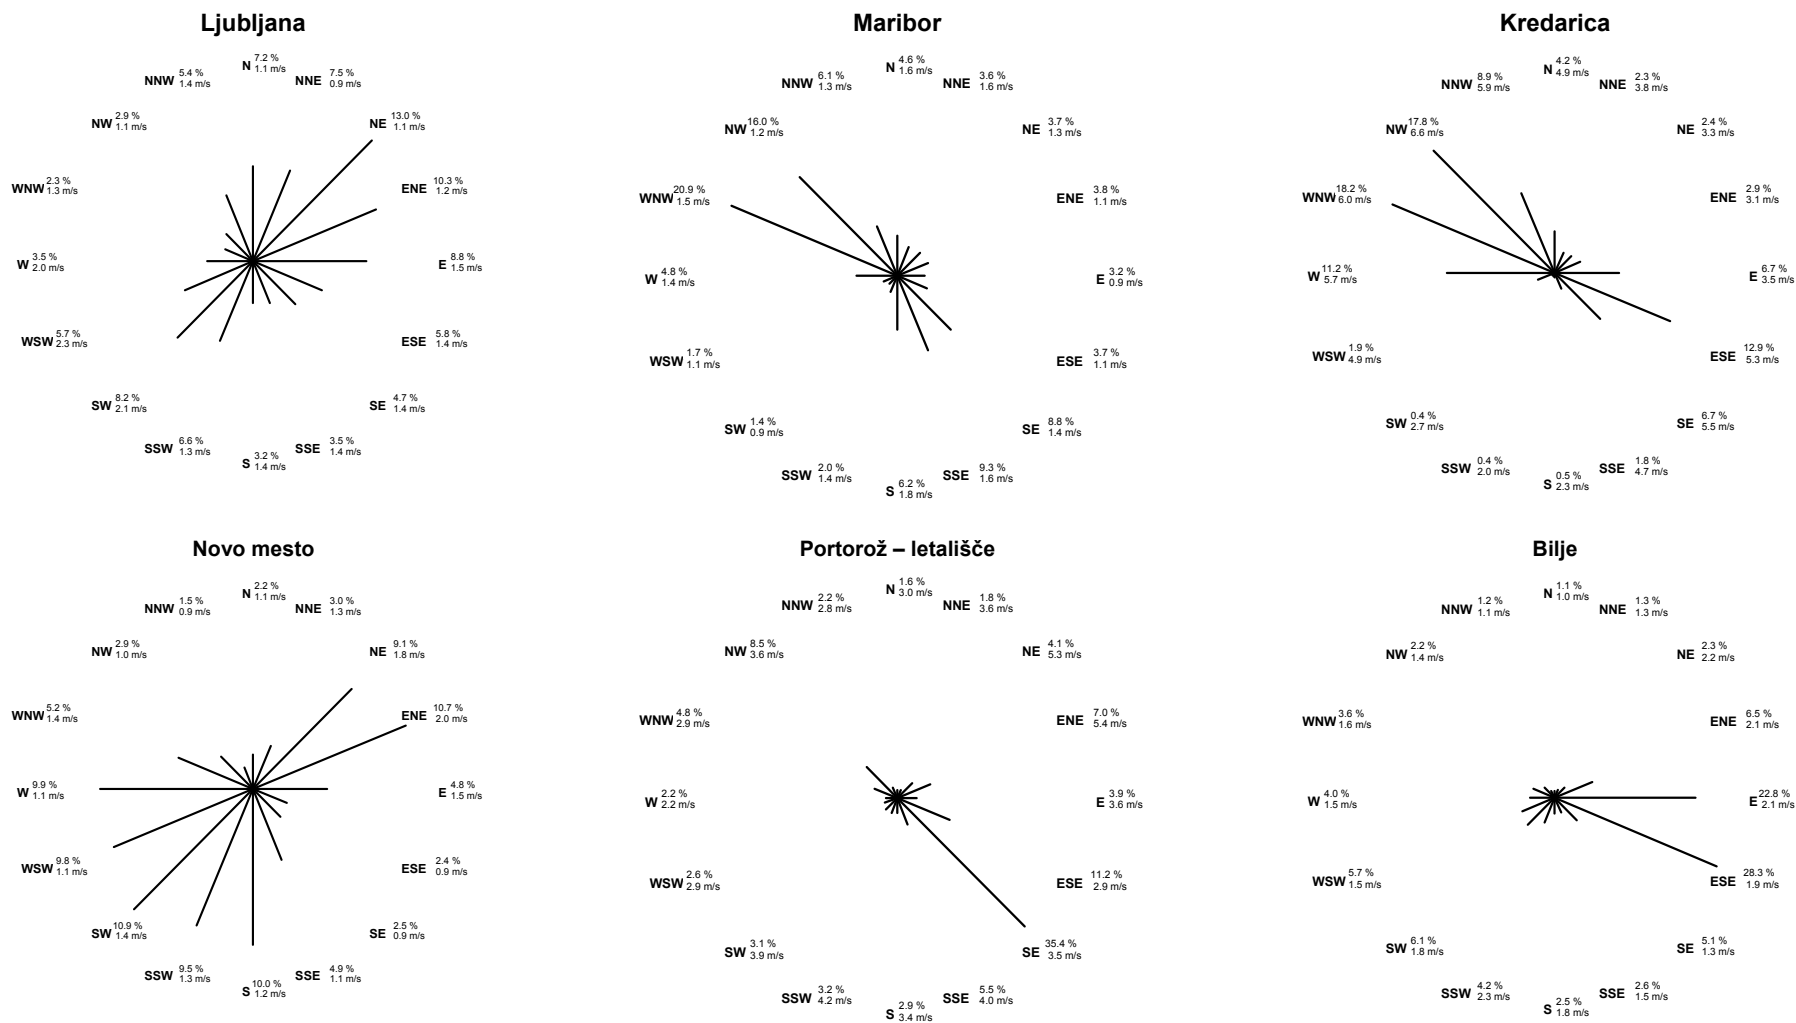 Ljubljana
N 7.2 %
1.1 m/s
NNE 7.5 %
0.9 m/s
NE 13.0 %
1.1 m/s
ENE 10.3 %
1.2 m/s
E 8.8 %
1.5 m/s
ESE 5.8 %
1.4 m/s
SE 4.7 %
1.4 m/s
SSE 3.5 %
1.4 m/s
S 3.2 %
1.4 m/s
SSW 6.6 %
1.3 m/s
SW 8.2 %
2.1 m/s
WSW 5.7 %
2.3 m/s
W 3.5 %
2.0 m/s
WNW 2.3 %
1.3 m/s
NW 2.9 %
1.1 m/s
NNW 5.4 %
1.4 m/s
Maribor
N 4.6 %
1.6 m/s
NNE 3.6 %
1.6 m/s
NE 3.7 %
1.3 m/s
ENE 3.8 %
1.1 m/s
E 3.2 %
0.9 m/s
ESE 3.7 %
1.1 m/s
SE 8.8 %
1.4 m/s
SSE 9.3 %
1.6 m/s
S 6.2 %
1.8 m/s
SSW 2.0 %
1.4 m/s
SW 1.4 %
0.9 m/s
WSW 1.7 %
1.1 m/s
W 4.8 %
1.4 m/s
WNW 20.9 %
1.5 m/s
NW 16.0 %
1.2 m/s
NNW 6.1 %
1.3 m/s
Kredarica
N 4.2 %
4.9 m/s
NNE 2.3 %
3.8 m/s
NE 2.4 %
3.3 m/s
ENE 2.9 %
3.1 m/s
E 6.7 %
3.5 m/s
ESE 12.9 %
5.3 m/s
SE 6.7 %
5.5 m/s
SSE 1.8 %
4.7 m/s
S 0.5 %
2.3 m/s
SSW 0.4 %
2.0 m/s
SW 0.4 %
2.7 m/s
WSW 1.9 %
4.9 m/s
W 11.2 %
5.7 m/s
WNW 18.2 %
6.0 m/s
NW 17.8 %
6.6 m/s
NNW 8.9 %
5.9 m/s
Novo mesto
N 2.2 %
1.1 m/s
NNE 3.0 %
1.3 m/s
NE 9.1 %
1.8 m/s
ENE 10.7 %
2.0 m/s
E 4.8 %
1.5 m/s
ESE 2.4 %
0.9 m/s
SE 2.5 %
0.9 m/s
SSE 4.9 %
1.1 m/s
S 10.0 %
1.2 m/s
SSW 9.5 %
1.3 m/s
SW 10.9 %
1.4 m/s
WSW 9.8 %
1.1 m/s
W 9.9 %
1.1 m/s
WNW 5.2 %
1.4 m/s
NW 2.9 %
1.0 m/s
NNW 1.5 %
0.9 m/s
Portorož – letališče
N 1.6 %
3.0 m/s
NNE 1.8 %
3.6 m/s
NE 4.1 %
5.3 m/s
ENE 7.0 %
5.4 m/s
E 3.9 %
3.6 m/s
ESE 11.2 %
2.9 m/s
SE 35.4 %
3.5 m/s
SSE 5.5 %
4.0 m/s
S 2.9 %
3.4 m/s
SSW 3.2 %
4.2 m/s
SW 3.1 %
3.9 m/s
WSW 2.6 %
2.9 m/s
W 2.2 %
2.2 m/s
WNW 4.8 %
2.9 m/s
NW 8.5 %
3.6 m/s
NNW 2.2 %
2.8 m/s
Bilje
N 1.1 %
1.0 m/s
NNE 1.3 %
1.3 m/s
NE 2.3 %
2.2 m/s
ENE 6.5 %
2.1 m/s
E 22.8 %
2.1 m/s
ESE 28.3 %
1.9 m/s
SE 5.1 %
1.3 m/s
SSE 2.6 %
1.5 m/s
S 2.5 %
1.8 m/s
SSW 4.2 %
2.3 m/s
SW 6.1 %
1.8 m/s
WSW 5.7 %
1.5 m/s
W 4.0 %
1.5 m/s
WNW 3.6 %
1.6 m/s
NW 2.2 %
1.4 m/s
NNW 1.2 %
1.1 m/s